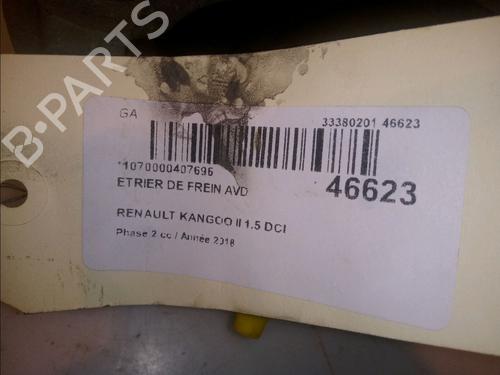 B-PARTS
GA
33380201 46623
*1070000407696
ETRIER DE FREIN AVD
46623
RENAULT KANGOO II 1.5 DCI
Phase 2 cc / Année 2018